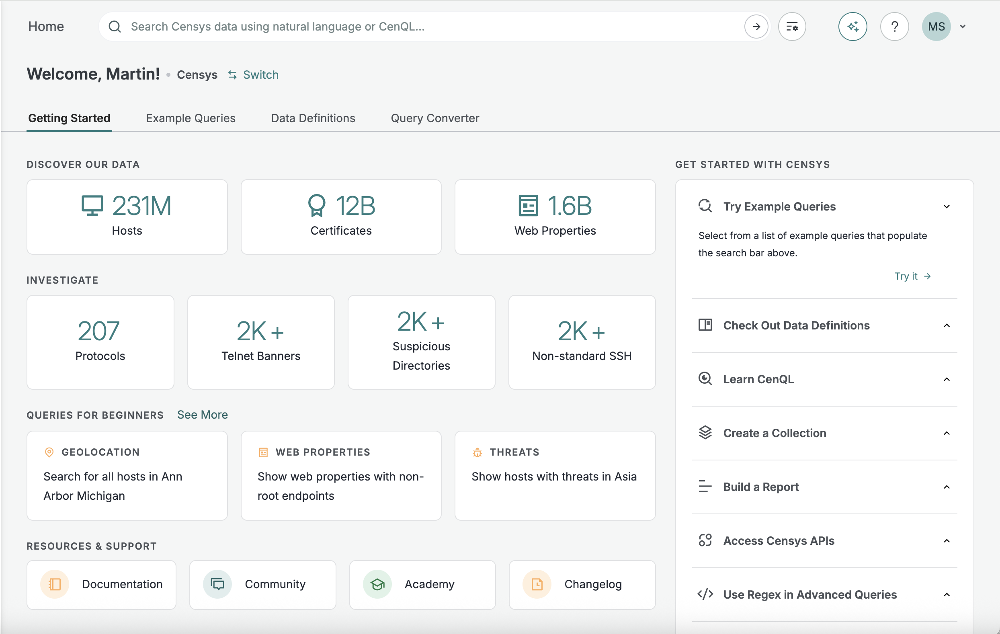 Home
Search Censys data using natural language or CenQL...
?
MS
Welcome, Martin!
Censys
Switch
Getting Started
Example Queries
Data Definitions
Query Converter
DISCOVER OUR DATA
231M
Hosts
12B
Certificates
1.6B
Web Properties
INVESTIGATE
207
Protocols
2K+
Telnet Banners
2K+
Suspicious
Directories
2K+
Non-standard SSH
QUERIES FOR BEGINNERS
See More
GEOLOCATION
Search for all hosts in Ann
Arbor Michigan
WEB PROPERTIES
Show web properties with non-
root endpoints
THREATS
Show hosts with threats in Asia
RESOURCES & SUPPORT
Documentation
Community
Academy
Changelog
GET STARTED WITH CENSYS
Try Example Queries
Select from a list of example queries that populate
the search bar above.
Try it →
Check Out Data Definitions
Learn CenQL
Create a Collection
Build a Report
Access Censys APIs
Use Regex in Advanced Queries